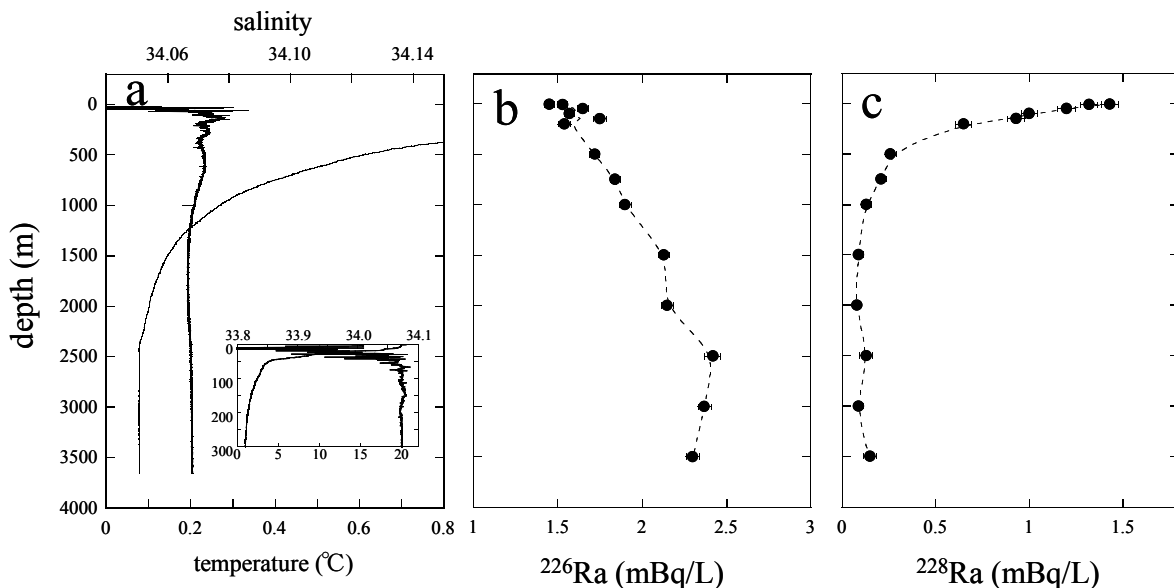 salinity
34.06 34.10 34.14
a b c
0
500
1000
1500
2000
2500
3000
3500
4000
depth (m)
33.8 33.9 34.0 34.1
0
100
200
300
0 5 10 15 20
0 0.2 0.4 0.6 0.8
1 1.5 2 2.5 3
0 0.5 1 1.5
temperature (℃)
²²⁶Ra (mBq/L)
²²⁸Ra (mBq/L)